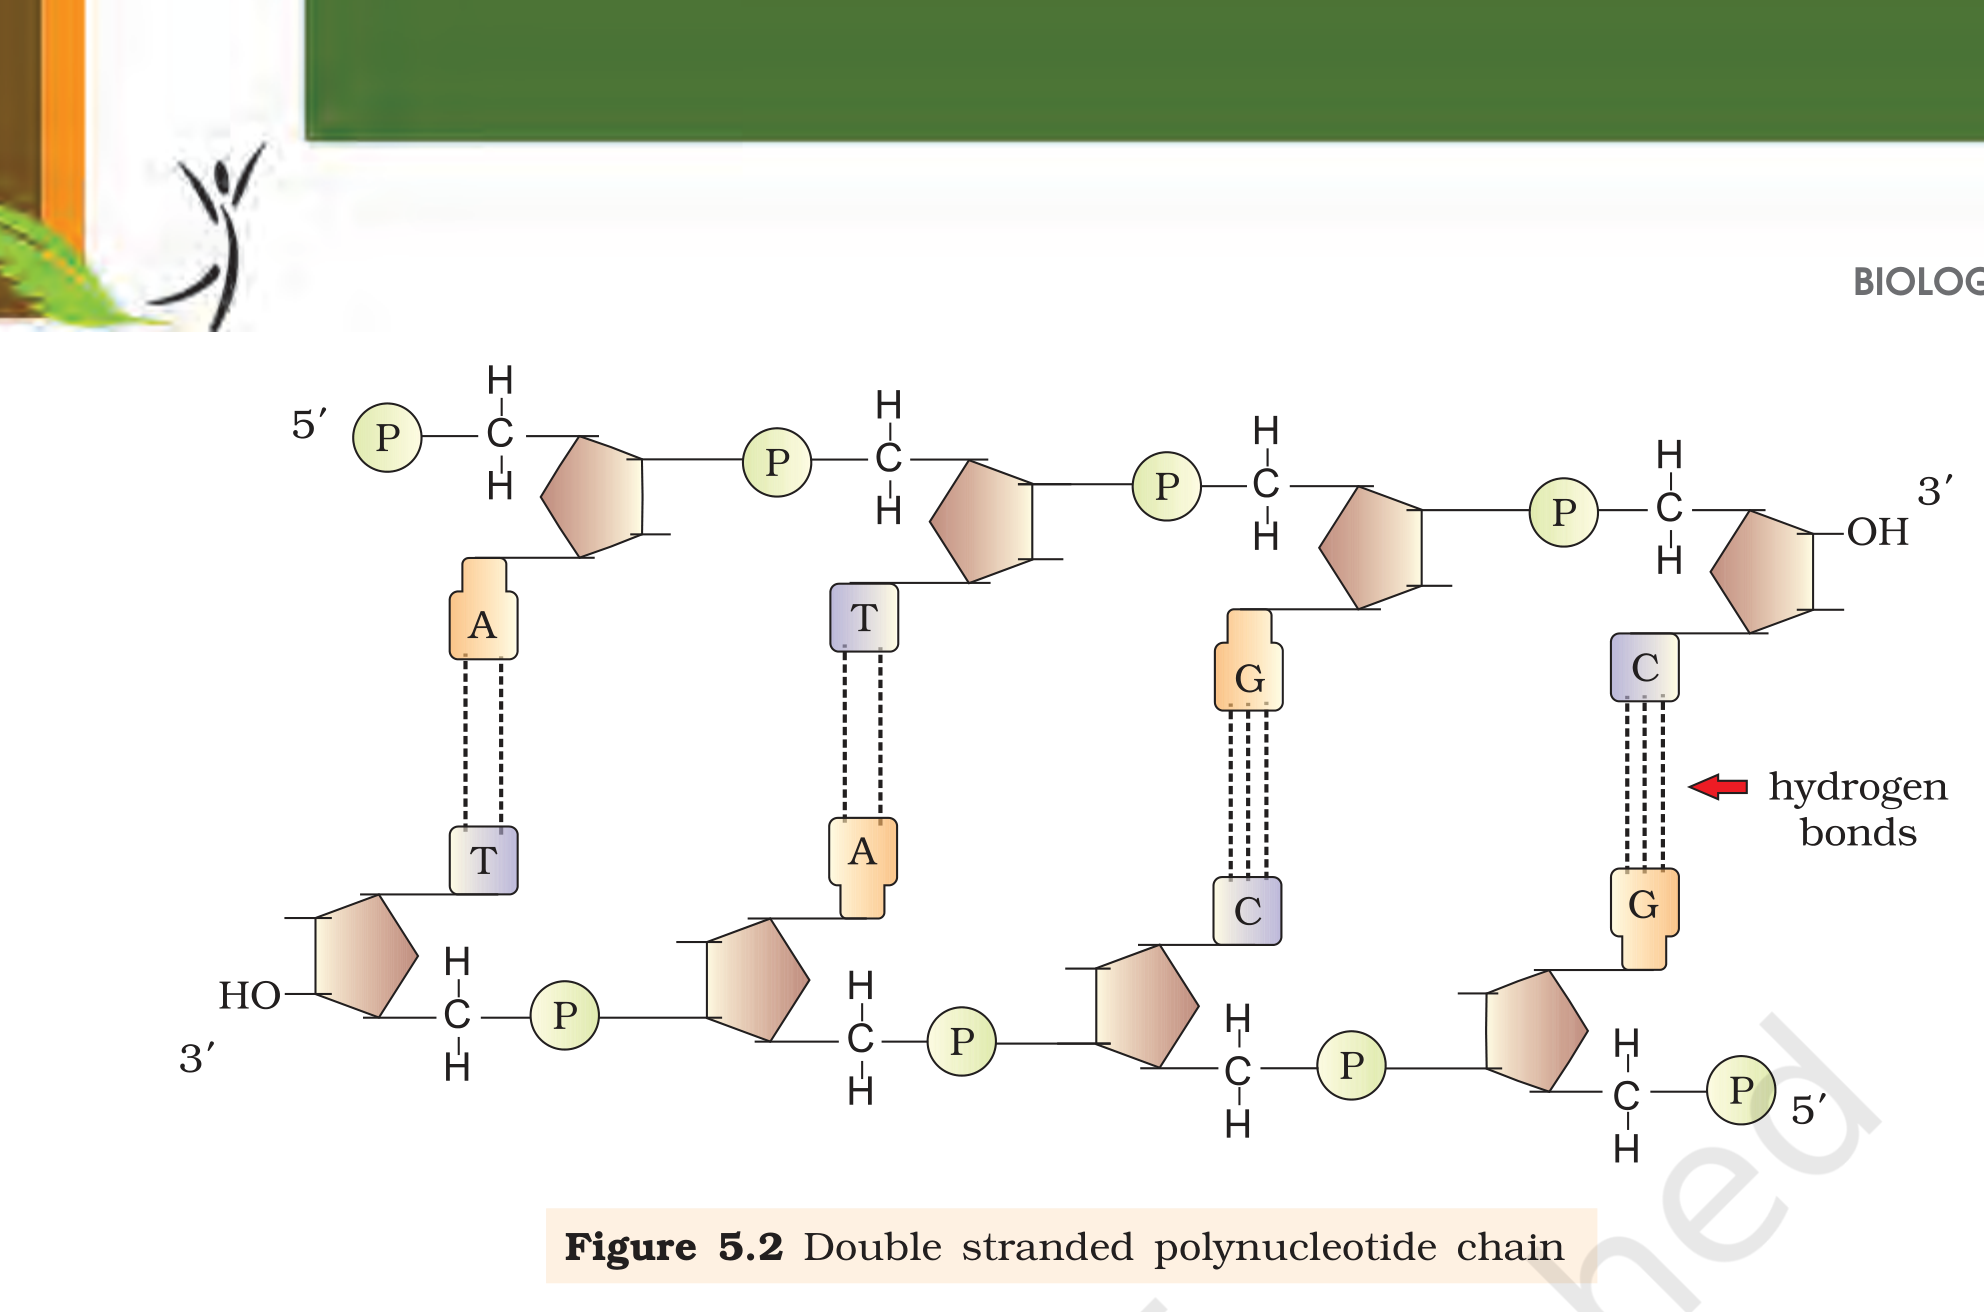 BIOLOG
H H H H
5′ P C P C P C P C 3′
H H H H OH
A T G C
hydrogen
bonds
T A C G
HO H H H H
3′ C P C P C P C P 5′
H H H H
Figure 5.2 Double stranded polynucleotide chain
hed